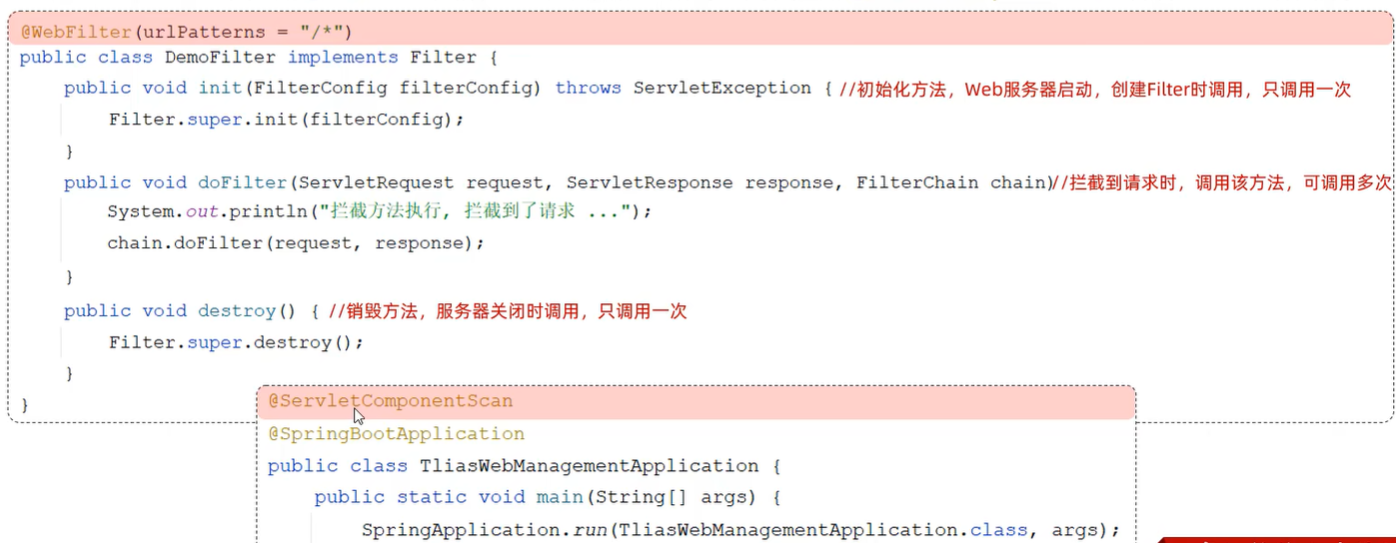 @WebFilter(urlPatterns = "/*")
public class DemoFilter implements Filter {
public void init(FilterConfig filterConfig) throws ServletException { //初始化方法，Web服务器启动，创建Filter时调用，只调用一次
Filter.super.init(filterConfig);
}
public void doFilter(ServletRequest request, ServletResponse response, FilterChain chain)//拦截到请求时，调用该方法，可调用多次
System.out.println("拦截方法执行, 拦截到了请求 ...");
chain.doFilter(request, response);
}
public void destroy() { //销毁方法，服务器关闭时调用，只调用一次
Filter.super.destroy();
}
}
@ServletComponentScan
@SpringBootApplication
public class TliasWebManagementApplication {
public static void main(String[] args) {
SpringApplication.run(TliasWebManagementApplication.class, args);